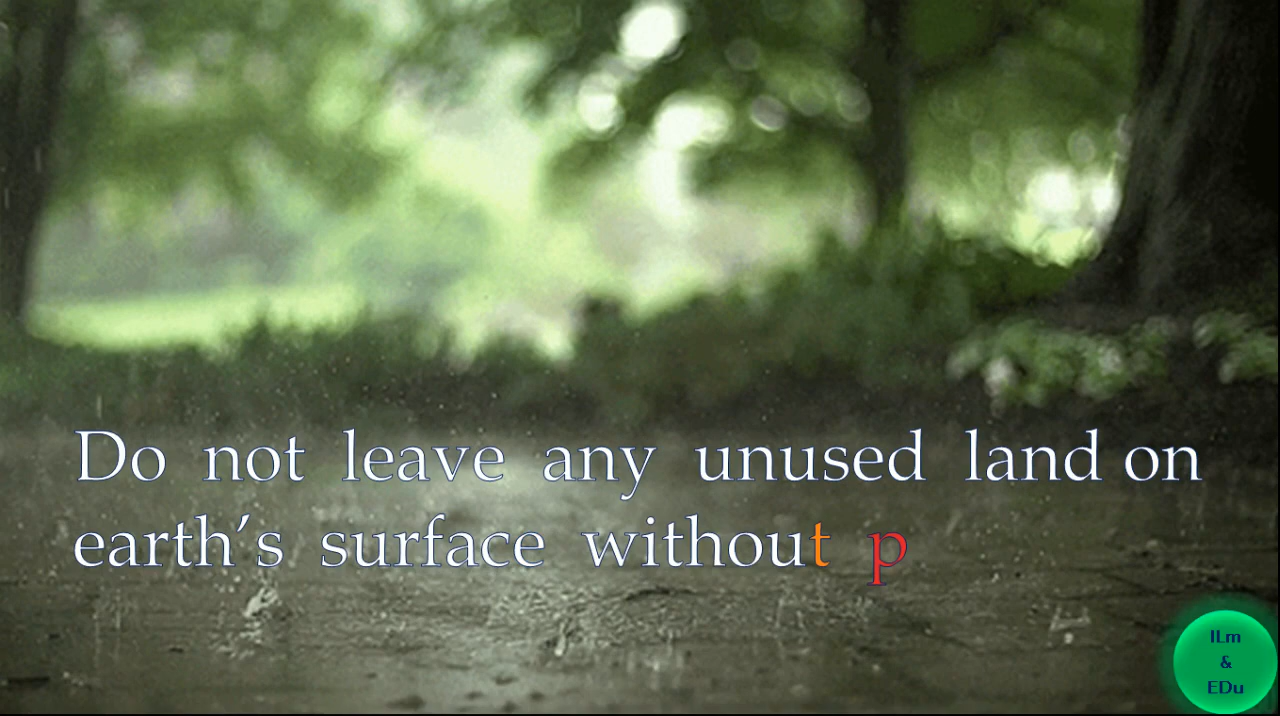 Do not leave any unused land on
earth’s surface without p
ILm
&
EDu